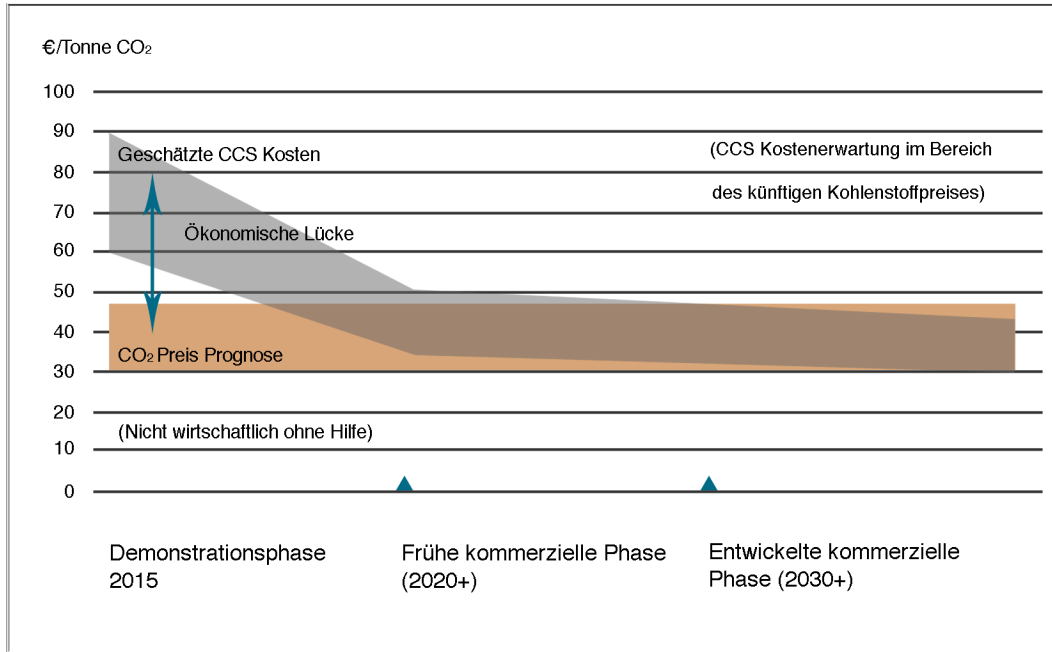 €/Tonne CO₂
100
90
Geschätzte CCS Kosten
(CCS Kostenerwartung im Bereich
80
des künftigen Kohlenstoffpreises)
70
Ökonomische Lücke
60
50
40
CO₂ Preis Prognose
30
20
(Nicht wirtschaftlich ohne Hilfe)
10
0
Demonstrationsphase
2015
Frühe kommerzielle Phase
(2020+)
Entwickelte kommerzielle
Phase (2030+)